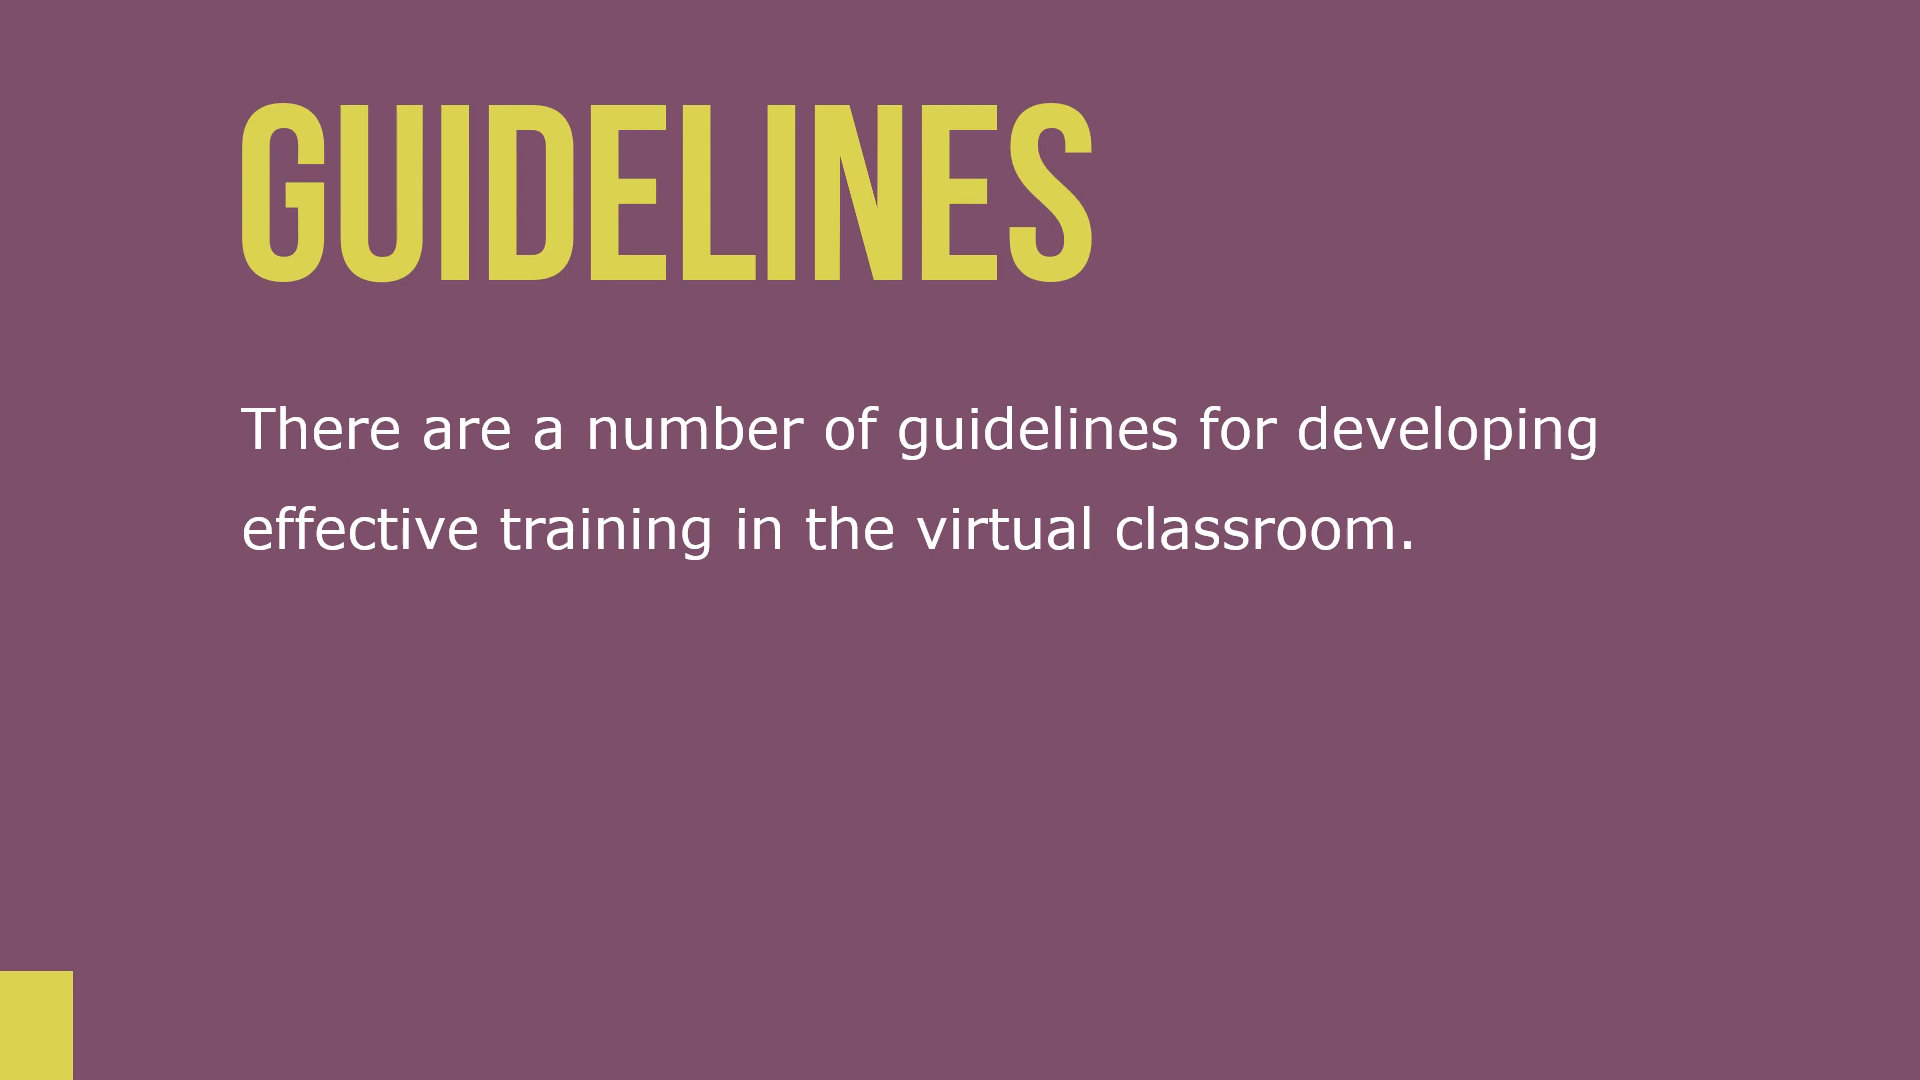 GUIDELINES
There are a number of guidelines for developing
effective training in the virtual classroom.